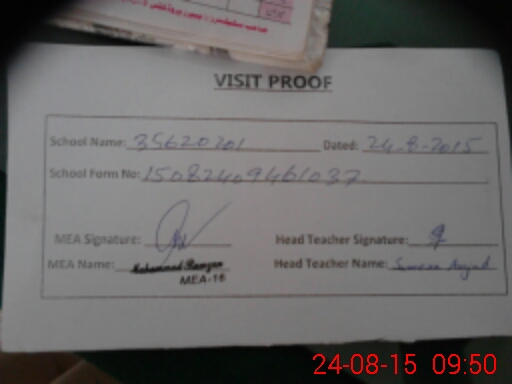 VISIT PROOF
School Name: 35620201 Dated: 24-8-2015
School Form No: 15082409461037
MEA Signature: Head Teacher Signature:
MEA Name: Muhammad Ramzan Head Teacher Name:
MEA-16
24-08-15 09:50